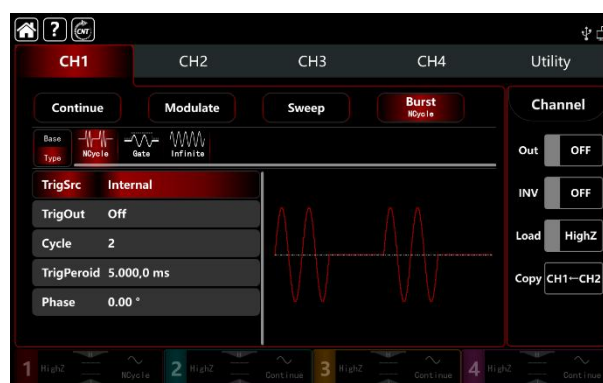 ? CNT
CH1 CH2 CH3 CH4 Utility
Continue Modulate Sweep Burst NCycle Channel
Base Type NCycle Gate Infinite
Out OFF
TrigSrc Internal
INV OFF
TrigOut Off
Load HighZ
Cycle 2
TrigPeroid 5.000,0 ms
Copy CH1←CH2
Phase 0.00 °
1 HighZ NCycle 2 HighZ Continue 3 HighZ Continue 4 HighZ Continue